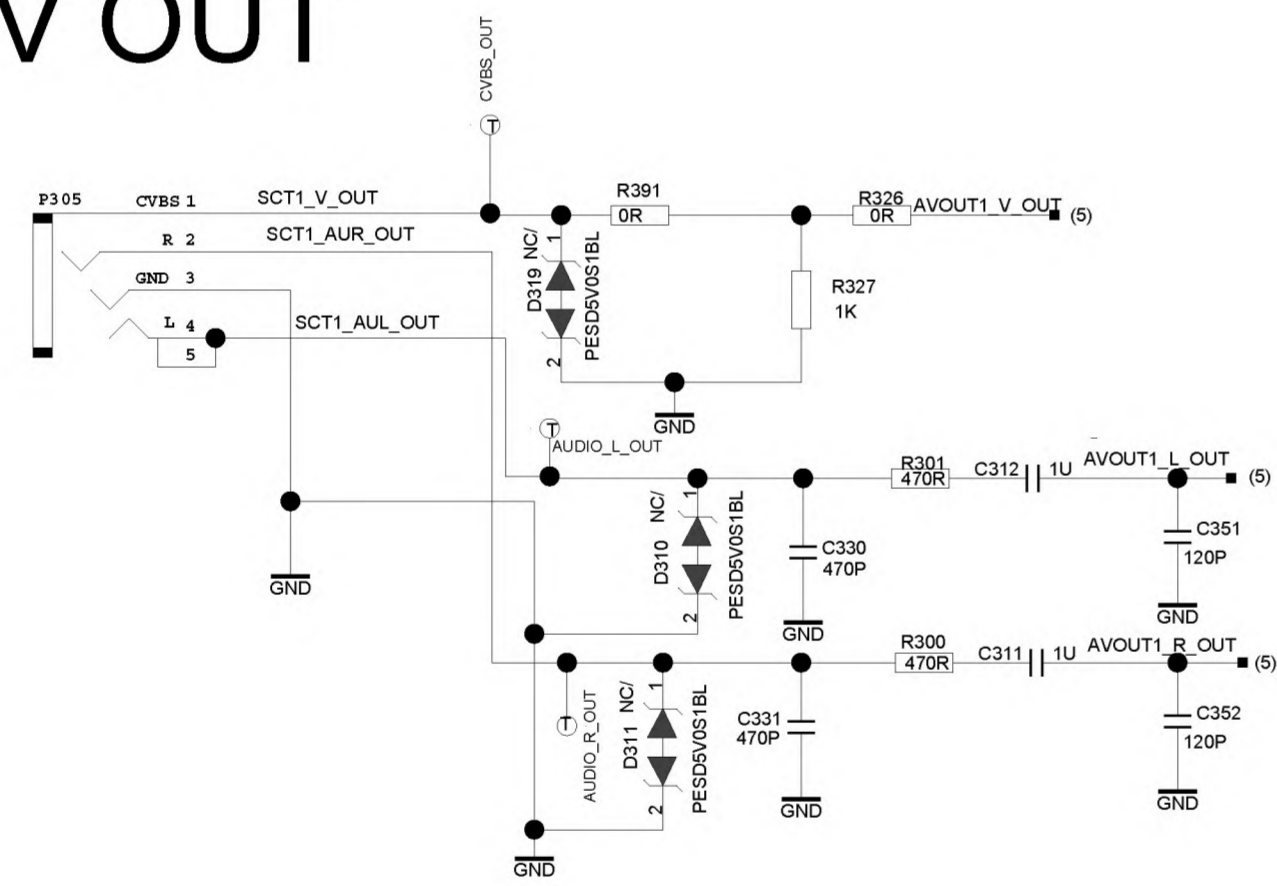 V OUT
CVBS_OUT
T
P305
CVBS 1
SCT1_V_OUT
R391
0R
R326
0R
AVOUT1_V_OUT
(5)
R 2
SCT1_AUR_OUT
GND 3
D319 NC/
1
2
PESD5V0S1BL
R327
1K
L 4
SCT1_AUL_OUT
5
GND
T
AUDIO_L_OUT
R301
470R
C312
1U
AVOUT1_L_OUT
(5)
D310 NC/
1
2
PESD5V0S1BL
C330
470P
C351
120P
GND
GND
GND
R300
470R
C311
1U
AVOUT1_R_OUT
(5)
T
AUDIO_R_OUT
D311 NC/
1
2
PESD5V0S1BL
C331
470P
C352
120P
GND
GND
GND